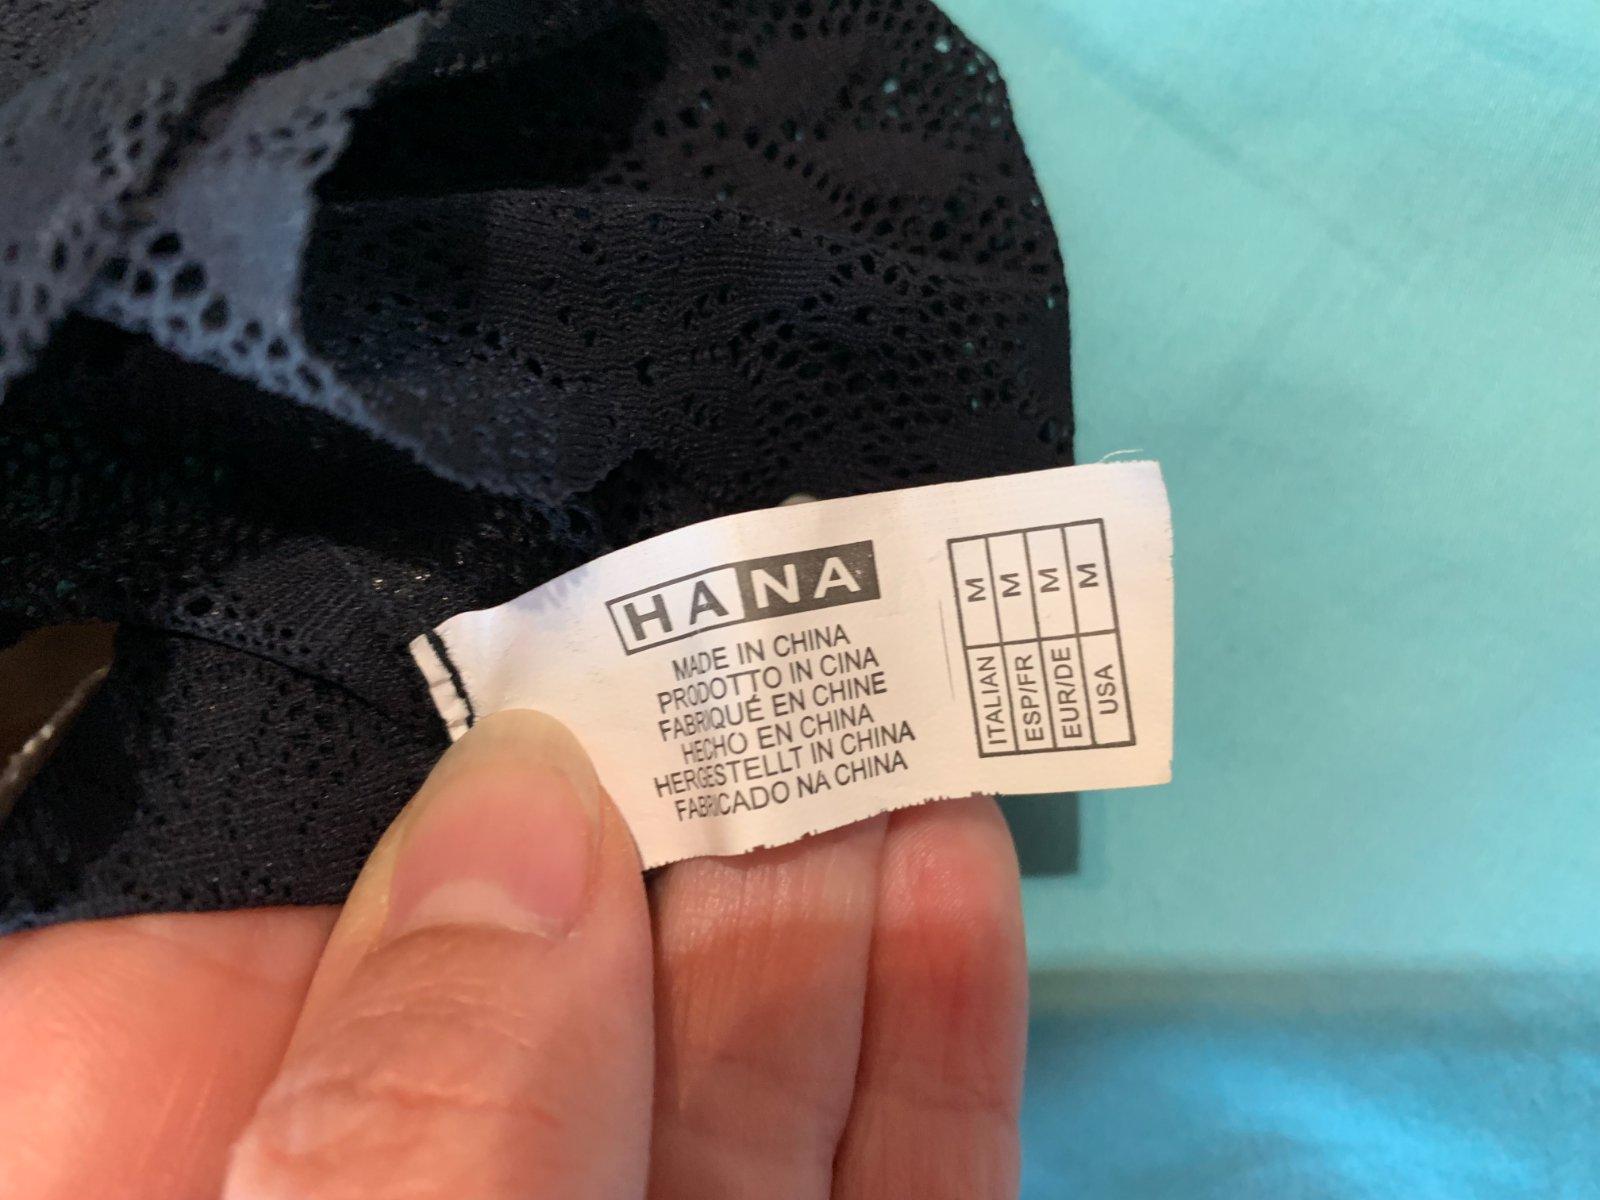 HANA
MADE IN CHINA
PRODOTTO IN CINA
FABRIQUÉ EN CHINE
HECHO EN CHINA
HERGESTELLT IN CHINA
FABRICADO NA CHINA
ITALIAN M
ESP/FR M
EUR/DE M
USA M